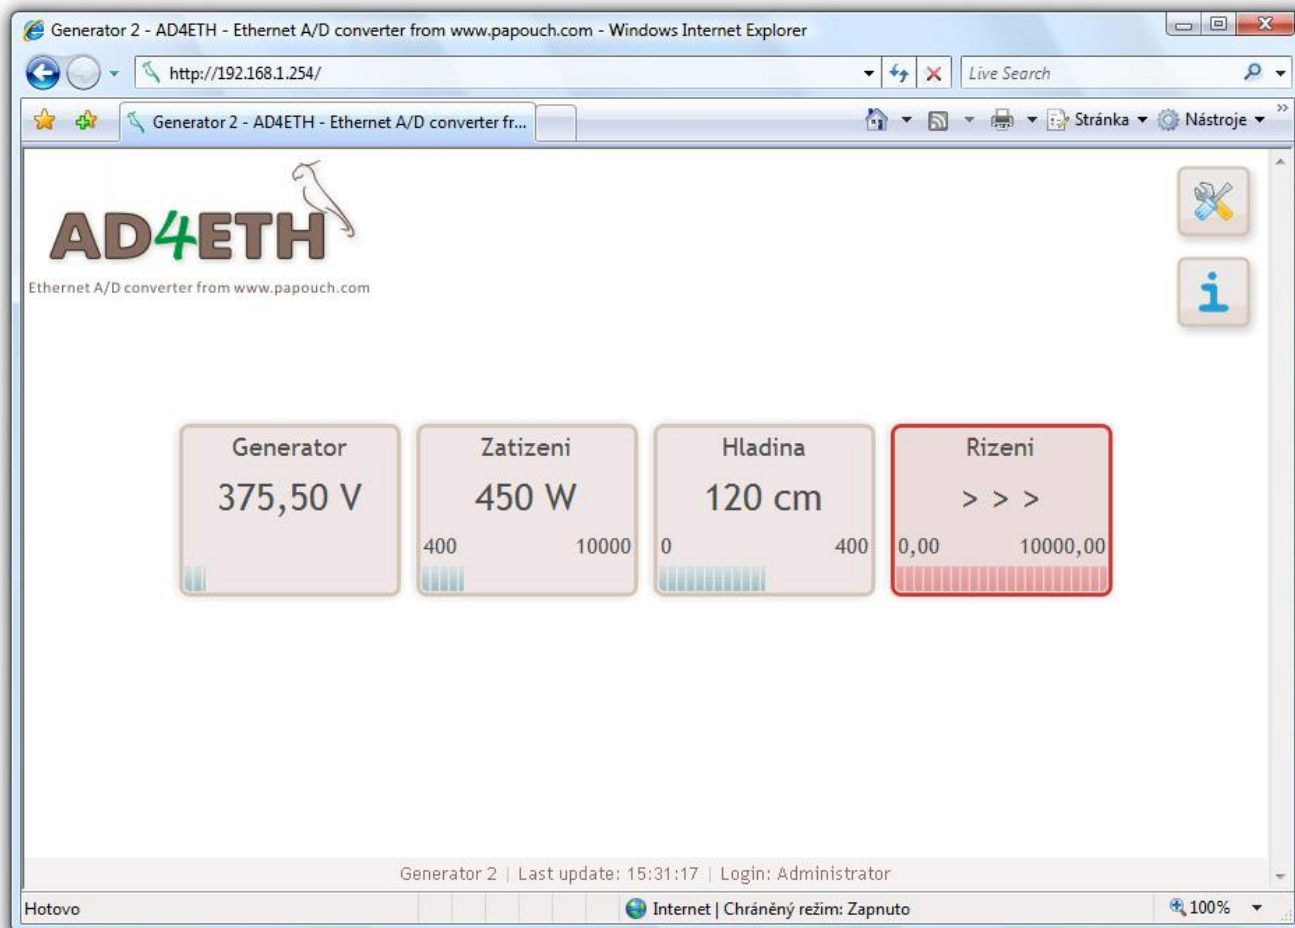 Generator 2 - AD4ETH - Ethernet A/D converter from www.papouch.com - Windows Internet Explorer
http://192.168.1.254/
Live Search
Generator 2 - AD4ETH - Ethernet A/D converter fr...
Stránka
Nástroje
AD4ETH
Ethernet A/D converter from www.papouch.com
Generator
375,50 V
Zatizeni
450 W
400 10000
Hladina
120 cm
0 400
Rizeni
> > >
0,00 10000,00
Generator 2 | Last update: 15:31:17 | Login: Administrator
Hotovo
Internet | Chráněný režim: Zapnuto
100%